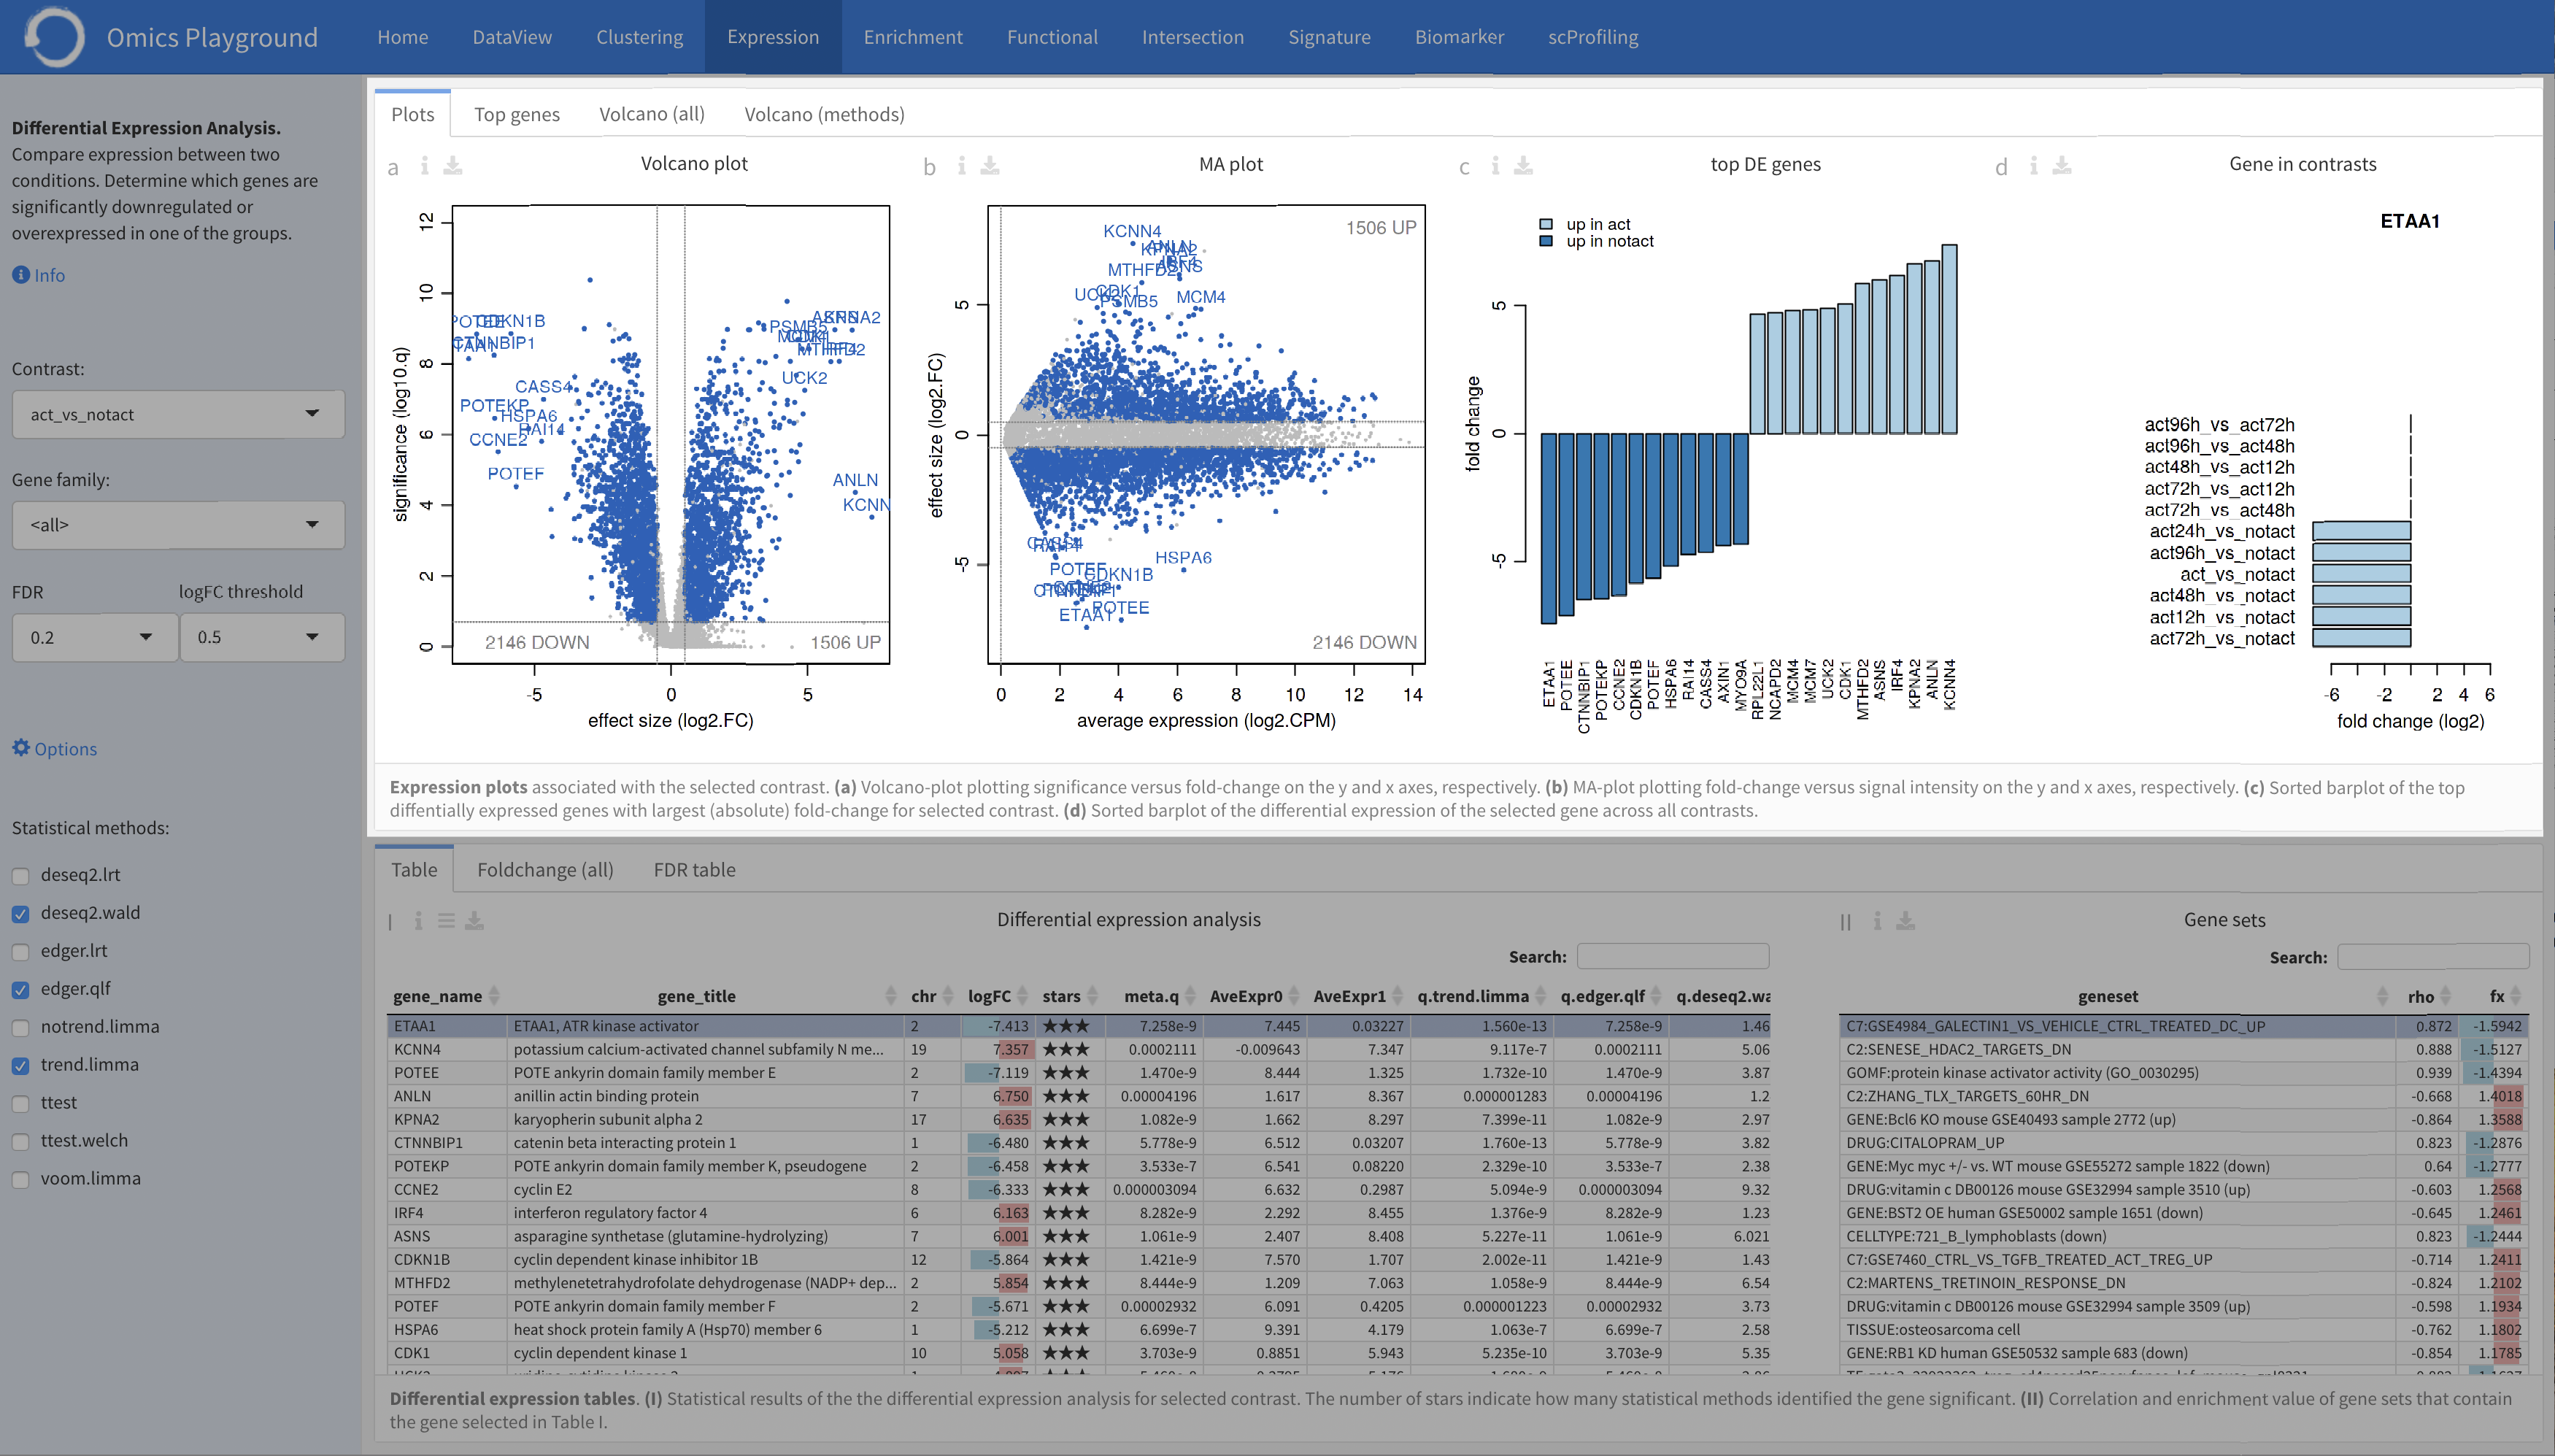 Omics Playground
Home DataView Clustering Expression Enrichment Functional Intersection Signature Biomarker scProfiling
Differential Expression Analysis.
Compare expression between two
conditions. Determine which genes are
significantly downregulated or
overexpressed in one of the groups.
Info
Contrast:
act_vs_notact
Gene family:
<all>
FDR logFC threshold
0.2 0.5
Options
Statistical methods:
deseq2.lrt
deseq2.wald
edger.lrt
edger.qlf
notrend.limma
trend.limma
ttest
ttest.welch
voom.limma
Plots Top genes Volcano (all) Volcano (methods)
a Volcano plot
12
10
8
6
4
2
0
significance (log10.q)
CDKN1B
CTNNBIP1
CASS4
POTEKP
HSPA6
RAI14
CCNE2
POTEF
KPNA2
PSMB5
MTHFD2
UCK2
ANLN
KCNN
2146 DOWN 1506 UP
-5 0 5
effect size (log2.FC)
b MA plot
1506 UP
5
0
-5
effect size (log2.FC)
KCNN4
ANLN
KPNA2
IRF4
ASNS
MTHFD2
CDK1
UCK2
PSMB5
MCM4
CASS4
HSPA6
POTEF
CDKN1B
POTEE
ETAA1
2146 DOWN
0 2 4 6 8 10 12 14
average expression (log2.CPM)
c top DE genes
up in act
up in notact
5
0
-5
fold change
ETAA1
POTEE
CTNNBIP1
POTEKP
CCNE2
CDKN1B
POTEF
HSPA6
RAI14
CASS4
AXIN1
MYO9A
RPL22L1
NCAPD2
MCM4
MCM7
UCK2
CDK1
MTHFD2
ASNS
IRF4
KPNA2
ANLN
KCNN4
d Gene in contrasts
ETAA1
act96h_vs_act72h
act96h_vs_act48h
act48h_vs_act12h
act72h_vs_act12h
act72h_vs_act48h
act24h_vs_notact
act96h_vs_notact
act_vs_notact
act48h_vs_notact
act12h_vs_notact
act72h_vs_notact
-6 -2 2 4 6
fold change (log2)
Expression plots associated with the selected contrast. (a) Volcano-plot plotting significance versus fold-change on the y and x axes, respectively. (b) MA-plot plotting fold-change versus signal intensity on the y and x axes, respectively. (c) Sorted barplot of the top
diffentially expressed genes with largest (absolute) fold-change for selected contrast. (d) Sorted barplot of the differential expression of the selected gene across all contrasts.
Table Foldchange (all) FDR table
I Differential expression analysis
Search:
gene_name gene_title chr logFC stars meta.q AveExpr0 AveExpr1 q.trend.limma q.edger.qlf q.deseq2.wa
ETAA1 ETAA1, ATR kinase activator 2 -7.413 ★★★ 7.258e-9 7.445 0.03227 1.560e-13 7.258e-9 1.46
KCNN4 potassium calcium-activated channel subfamily N me... 19 7.357 ★★★ 0.0002111 -0.009643 7.347 9.117e-7 0.0002111 5.06
POTEE POTE ankyrin domain family member E 2 -7.119 ★★★ 1.470e-9 8.444 1.325 1.732e-10 1.470e-9 3.87
ANLN anillin actin binding protein 7 6.750 ★★★ 0.00004196 1.617 8.367 0.000001283 0.00004196 1.2
KPNA2 karyopherin subunit alpha 2 17 6.635 ★★★ 1.082e-9 1.662 8.297 7.399e-11 1.082e-9 2.97
CTNNBIP1 catenin beta interacting protein 1 1 -6.480 ★★★ 5.778e-9 6.512 0.03207 1.760e-13 5.778e-9 3.82
POTEKP POTE ankyrin domain family member K, pseudogene 2 -6.458 ★★★ 3.533e-7 6.541 0.08220 2.329e-10 3.533e-7 2.38
CCNE2 cyclin E2 8 -6.333 ★★★ 0.000003094 6.632 0.2987 5.094e-9 0.000003094 9.32
IRF4 interferon regulatory factor 4 6 6.163 ★★★ 8.282e-9 2.292 8.455 1.376e-9 8.282e-9 1.23
ASNS asparagine synthetase (glutamine-hydrolyzing) 7 6.001 ★★★ 1.061e-9 2.407 8.408 5.227e-11 1.061e-9 6.021
CDKN1B cyclin dependent kinase inhibitor 1B 12 -5.864 ★★★ 1.421e-9 7.570 1.707 2.002e-11 1.421e-9 1.43
MTHFD2 methylenetetrahydrofolate dehydrogenase (NADP+ dep... 2 5.854 ★★★ 8.444e-9 1.209 7.063 1.058e-9 8.444e-9 6.54
POTEF POTE ankyrin domain family member F 2 -5.671 ★★★ 0.00002932 6.091 0.4205 0.000001223 0.00002932 3.73
HSPA6 heat shock protein family A (Hsp70) member 6 1 -5.212 ★★★ 6.699e-7 9.391 4.179 1.063e-7 6.699e-7 2.58
CDK1 cyclin dependent kinase 1 10 5.058 ★★★ 3.703e-9 0.8851 5.943 5.235e-10 3.703e-9 5.35
II Gene sets
Search:
geneset rho fx
C7:GSE4984_GALECTIN1_VS_VEHICLE_CTRL_TREATED_DC_UP 0.872 -1.5942
C2:SENESE_HDAC2_TARGETS_DN 0.888 -1.5127
GOMF:protein kinase activator activity (GO_0030295) 0.939 -1.4394
C2:ZHANG_TLX_TARGETS_60HR_DN -0.668 1.4018
GENE:Bcl6 KO mouse GSE40493 sample 2772 (up) -0.864 1.3588
DRUG:CITALOPRAM_UP 0.823 -1.2876
GENE:Myc myc +/- vs. WT mouse GSE55272 sample 1822 (down) 0.64 -1.2777
DRUG:vitamin c DB00126 mouse GSE32994 sample 3510 (up) -0.603 1.2568
GENE:BST2 OE human GSE50002 sample 1651 (down) -0.645 1.2461
CELLTYPE:721_B_lymphoblasts (down) 0.823 -1.2444
C7:GSE7460_CTRL_VS_TGFB_TREATED_ACT_TREG_UP -0.714 1.2411
C2:MARTENS_TRETINOIN_RESPONSE_DN -0.824 1.2102
DRUG:vitamin c DB00126 mouse GSE32994 sample 3509 (up) -0.598 1.1934
TISSUE:osteosarcoma cell -0.762 1.1802
GENE:RB1 KD human GSE50532 sample 683 (down) -0.854 1.1785
Differential expression tables. (I) Statistical results of the the differential expression analysis for selected contrast. The number of stars indicate how many statistical methods identified the gene significant. (II) Correlation and enrichment value of gene sets that contain
the gene selected in Table I.